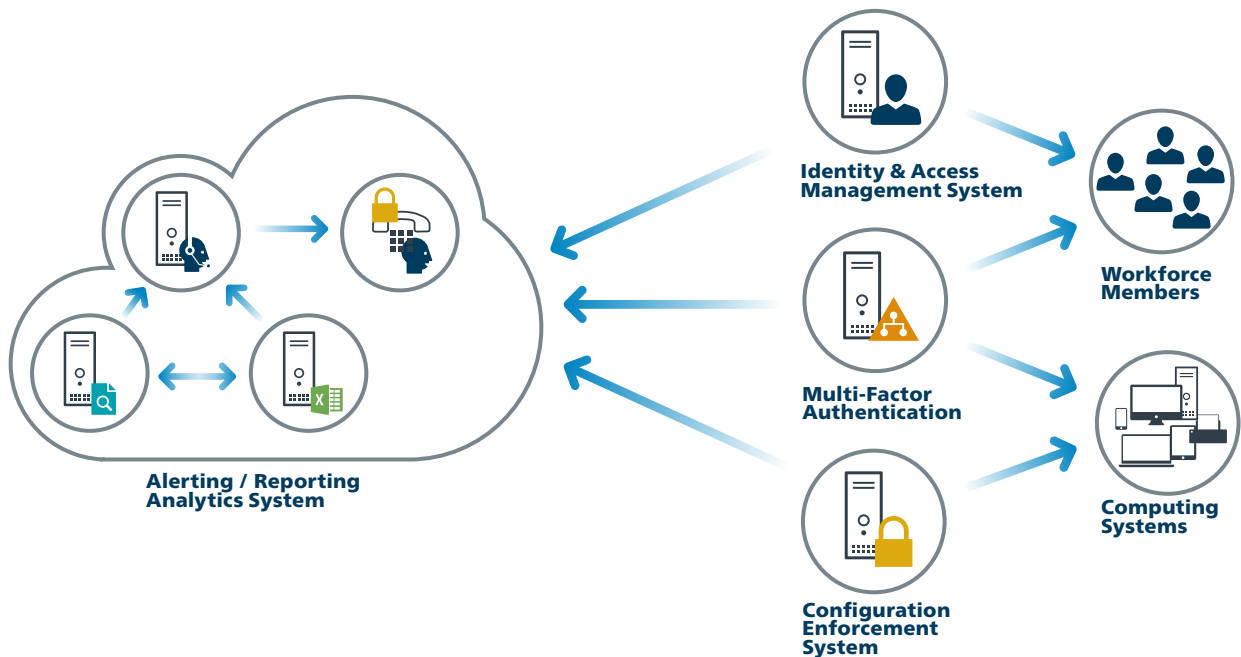 Identity & Access
Management System
Workforce
Members
Multi-Factor
Authentication
Alerting / Reporting
Analytics System
Computing
Systems
Configuration
Enforcement
System
X